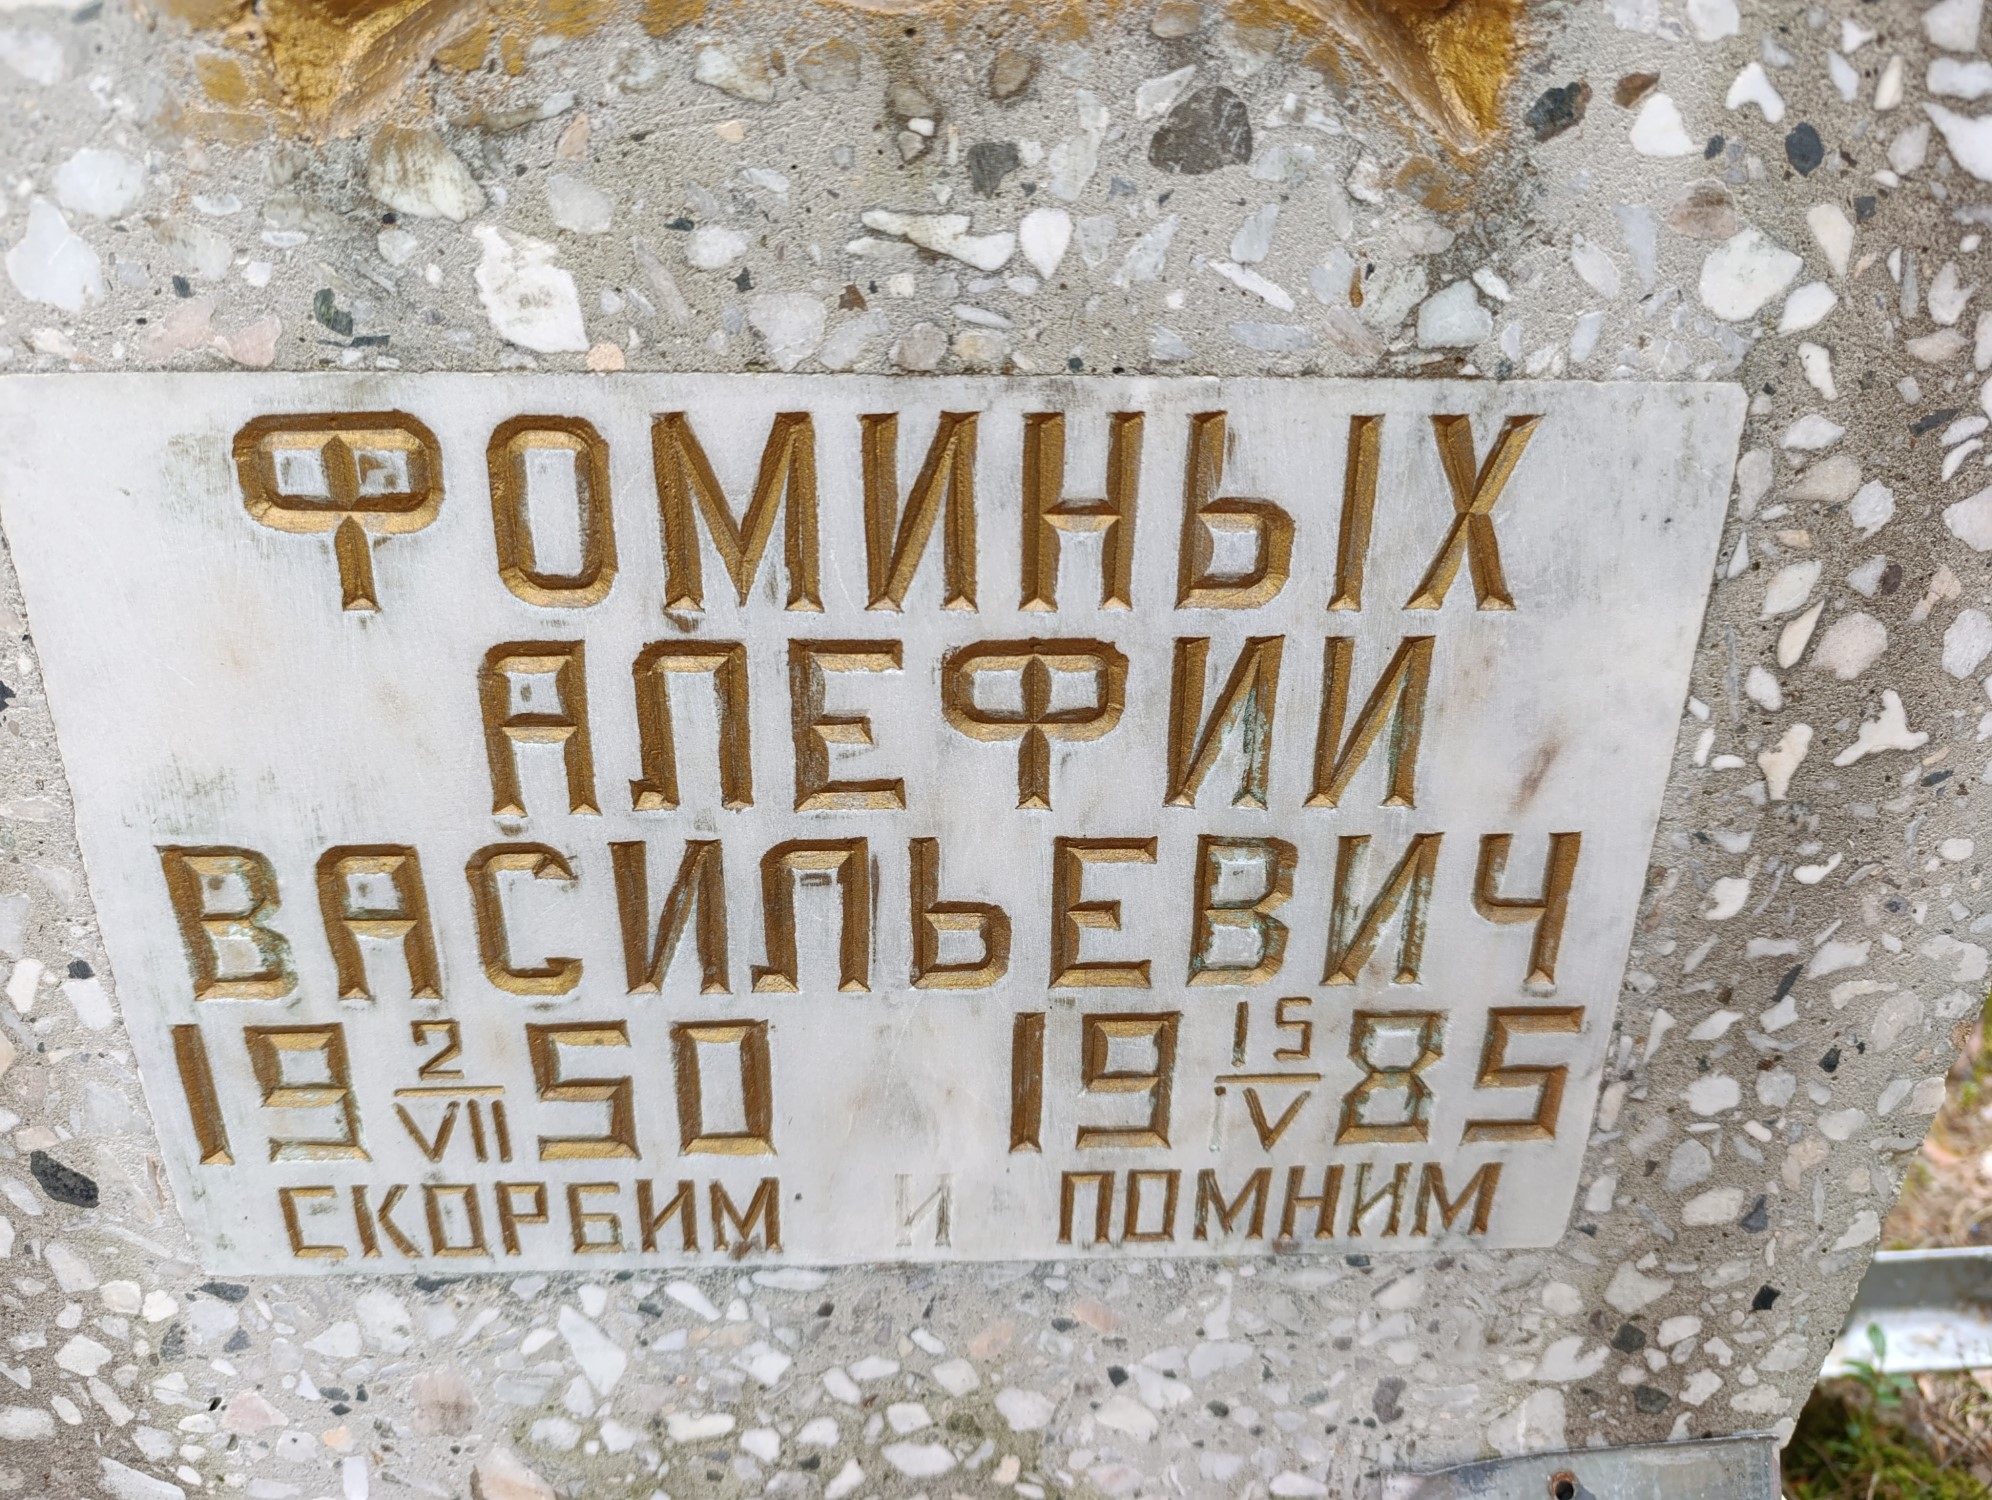 ФОМИНЫХ
АЛЕФИИ
ВАСИЛЬЕВИЧ
19 2/VII 50 19 15/V 85
СКОРБИМ И ПОМНИМ